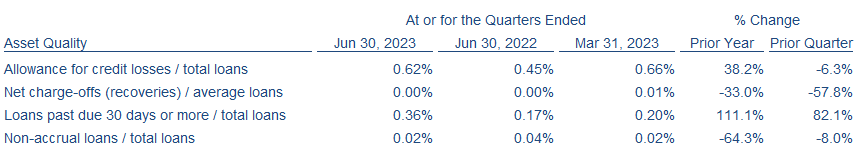 At or for the Quarters Ended % Change
Asset Quality Jun 30, 2023 Jun 30, 2022 Mar 31, 2023 Prior Year Prior Quarter
Allowance for credit losses / total loans 0.62% 0.45% 0.66% 38.2% -6.3%
Net charge-offs (recoveries) / average loans 0.00% 0.00% 0.01% -33.0% -57.8%
Loans past due 30 days or more / total loans 0.36% 0.17% 0.20% 111.1% 82.1%
Non-accrual loans / total loans 0.02% 0.04% 0.02% -64.3% -8.0%